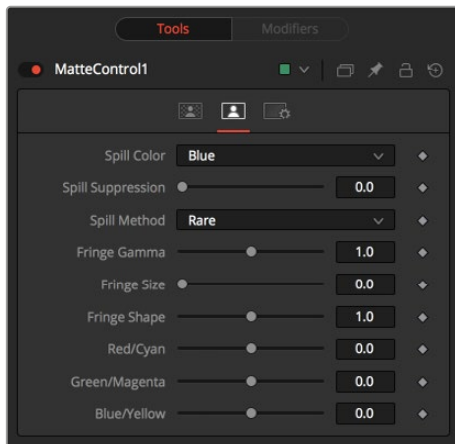 Tools Modifiers
MatteControl1
Spill Color Blue
Spill Suppression 0.0
Spill Method Rare
Fringe Gamma 1.0
Fringe Size 0.0
Fringe Shape 1.0
Red/Cyan 0.0
Green/Magenta 0.0
Blue/Yellow 0.0